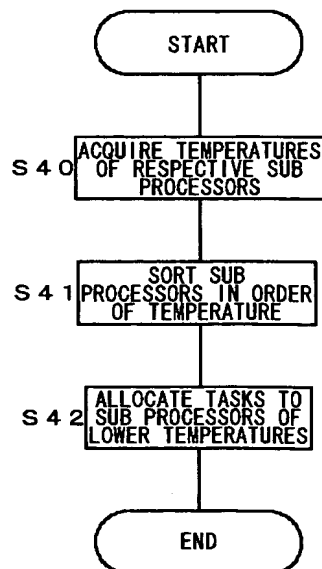 START
S40
ACQUIRE TEMPERATURES
OF RESPECTIVE SUB
PROCESSORS
S41
SORT SUB
PROCESSORS IN ORDER
OF TEMPERATURE
S42
ALLOCATE TASKS TO
SUB PROCESSORS OF
LOWER TEMPERATURES
END